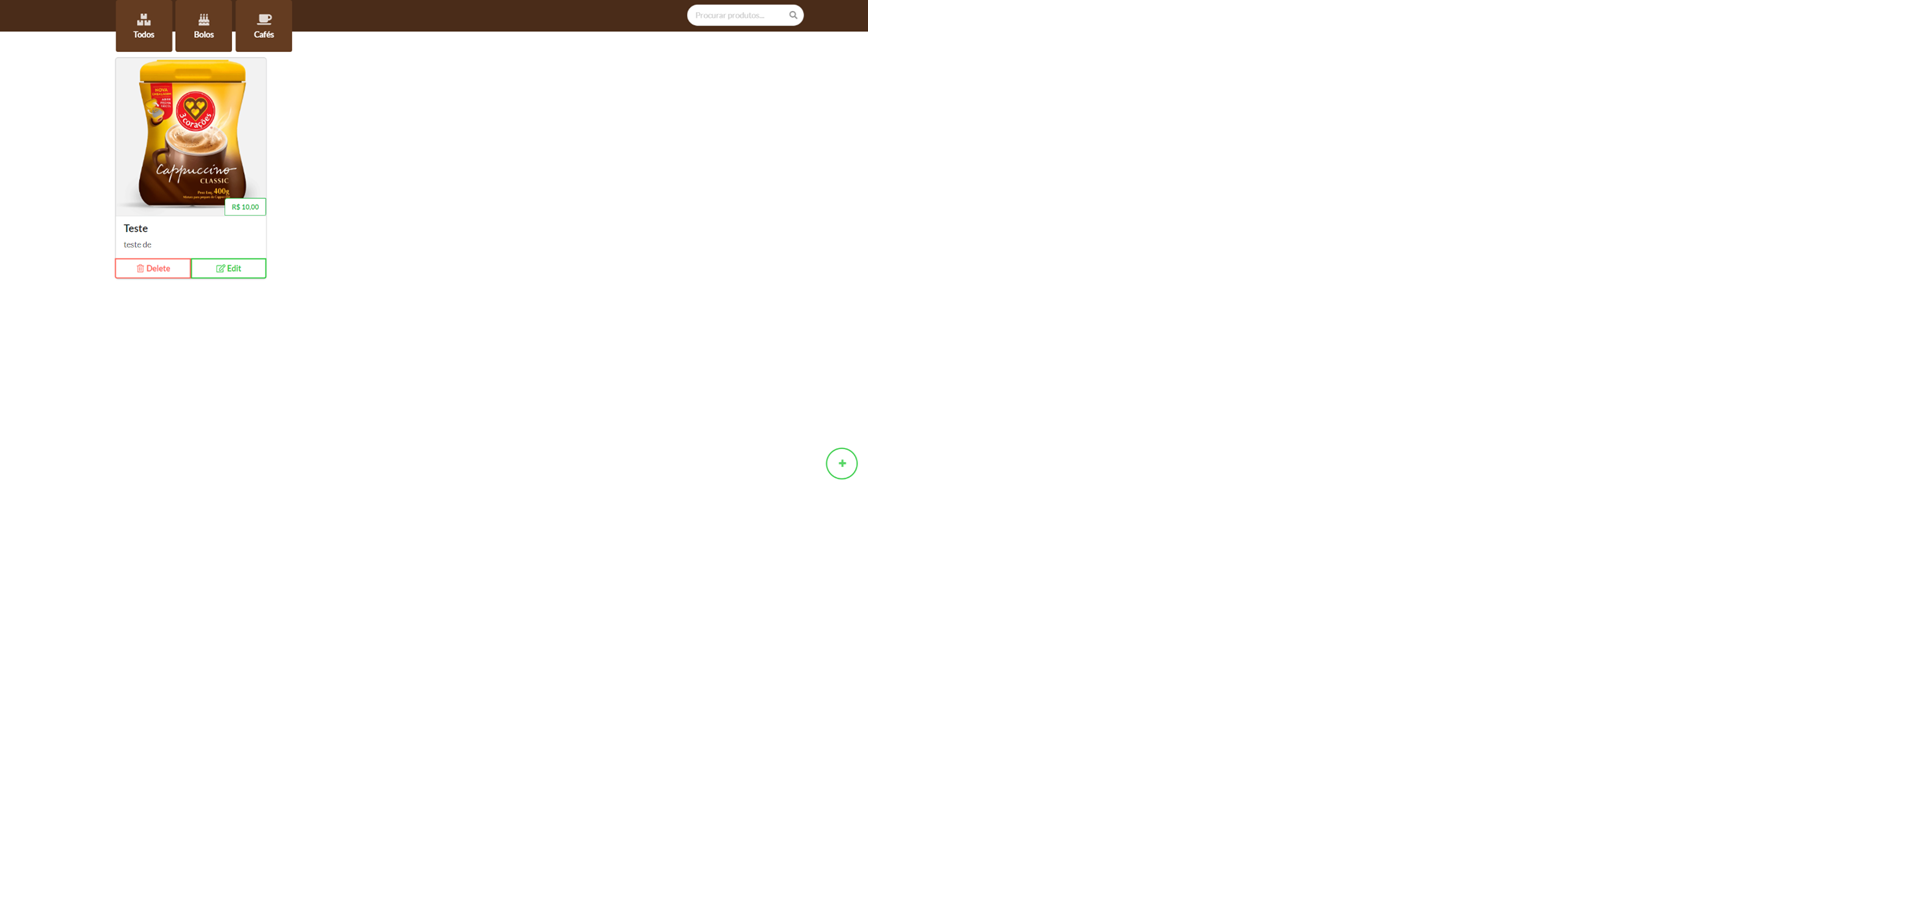 Todos
Bolos
Cafés
Procurar produtos...
NOVA
3 corações
Cappuccino
CLASSIC
400g
R$ 10,00
Teste
teste de
Delete
Edit